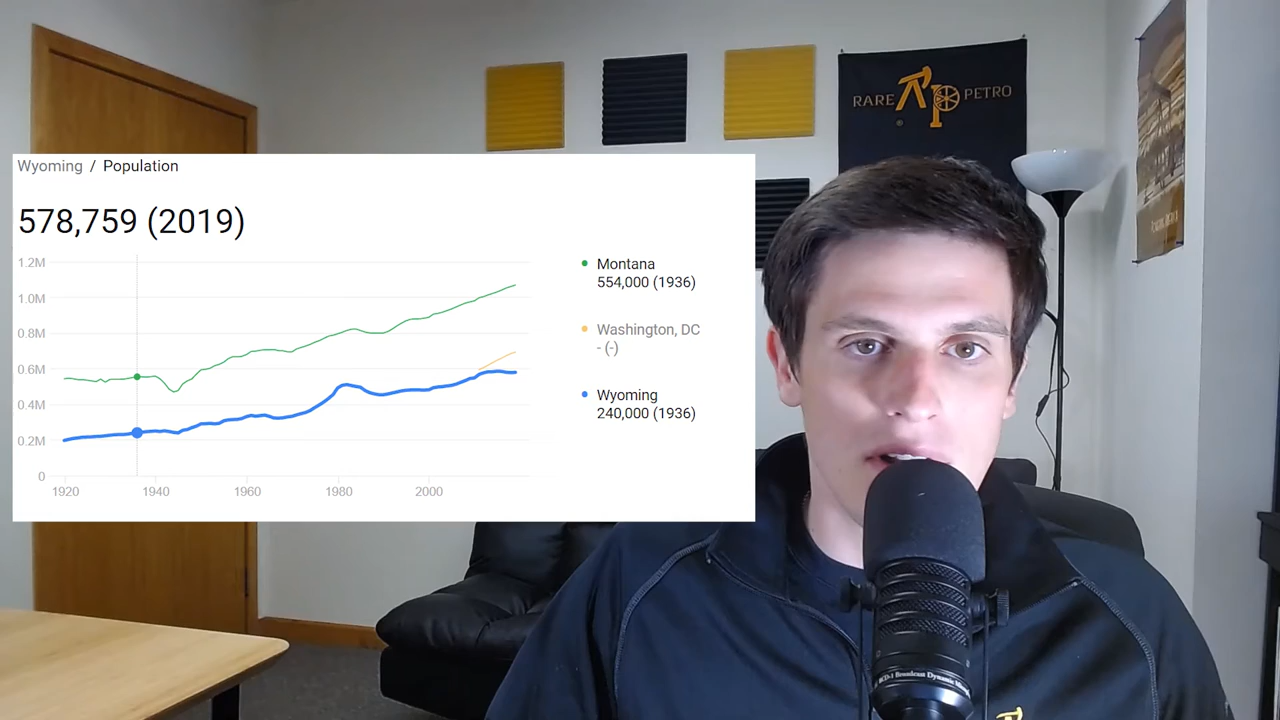 Wyoming / Population
578,759 (2019)
1.2M
1.0M
0.8M
0.6M
0.4M
0.2M
0
1920 1940 1960 1980 2000
Montana
554,000 (1936)
Washington, DC
- (-)
Wyoming
240,000 (1936)
RARE PETRO